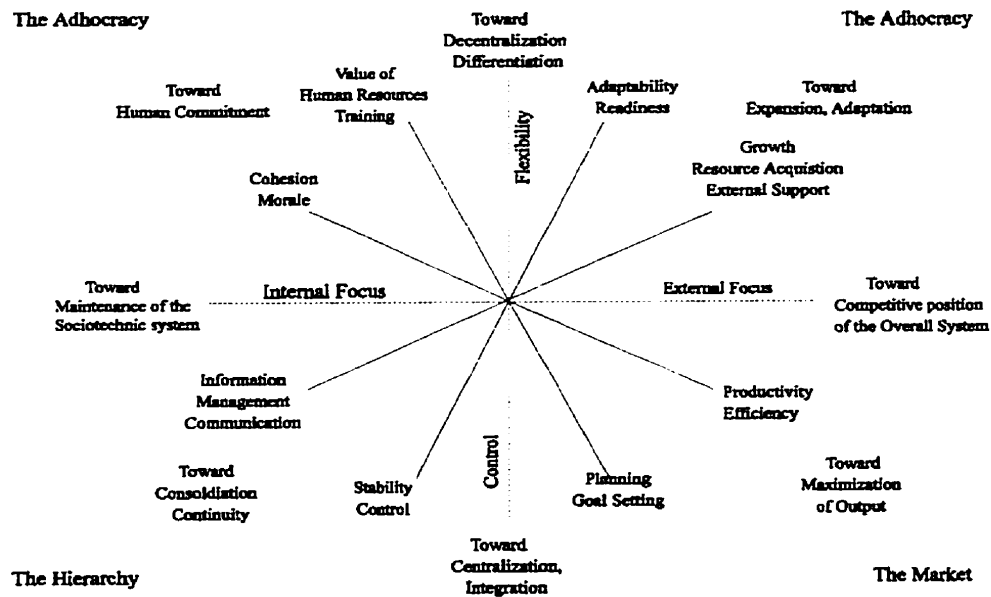 The Adhocracy
Toward
Decentralization
Differentiation
The Adhocracy
Toward
Human Commitment
Value of
Human Resources
Training
Flexibility
Adaptability
Readiness
Toward
Expansion, Adaptation
Growth
Resource Acquistion
External Support
Cohesion
Morale
Toward
Maintenance of the
Sociotechnic system
Internal Focus
External Focus
Toward
Competitive position
of the Overall System
Information
Management
Communication
Productivity
Efficiency
Toward
Consoldiation
Continuity
Stability
Control
Control
Planning
Goal Setting
Toward
Maximization
of Output
The Hierarchy
Toward
Centralization,
Integration
The Market